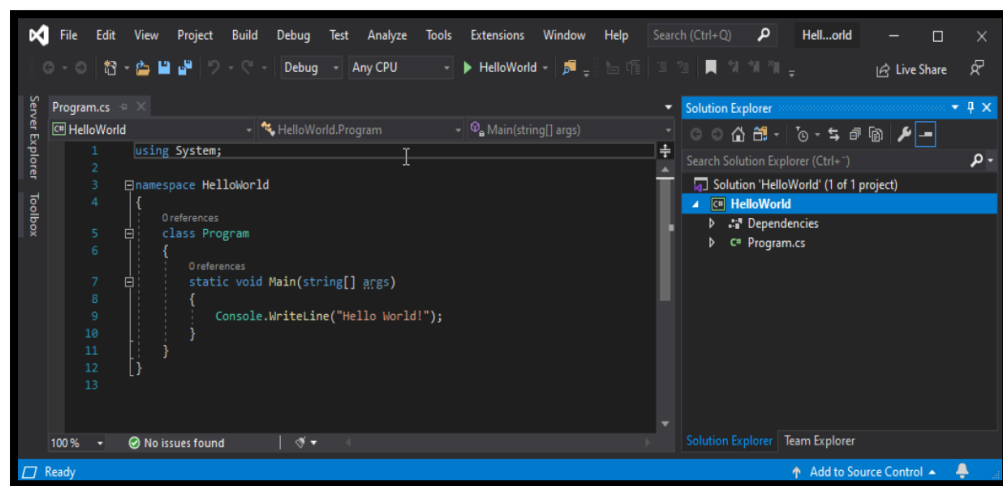 File Edit View Project Build Debug Test Analyze Tools Extensions Window Help Search (Ctrl+Q) Hell...orld
Debug Any CPU HelloWorld Live Share
Server Explorer
Toolbox
Program.cs
HelloWorld HelloWorld.Program Main(string[] args)
1 using System;
2
3 namespace HelloWorld
4 {
0 references
5 class Program
6 {
0 references
7 static void Main(string[] args)
8 {
9 Console.WriteLine("Hello World!");
10 }
11 }
12 }
13
100 % No issues found
Solution Explorer
Search Solution Explorer (Ctrl+¨)
Solution 'HelloWorld' (1 of 1 project)
HelloWorld
Dependencies
C# Program.cs
Solution Explorer Team Explorer
Ready Add to Source Control